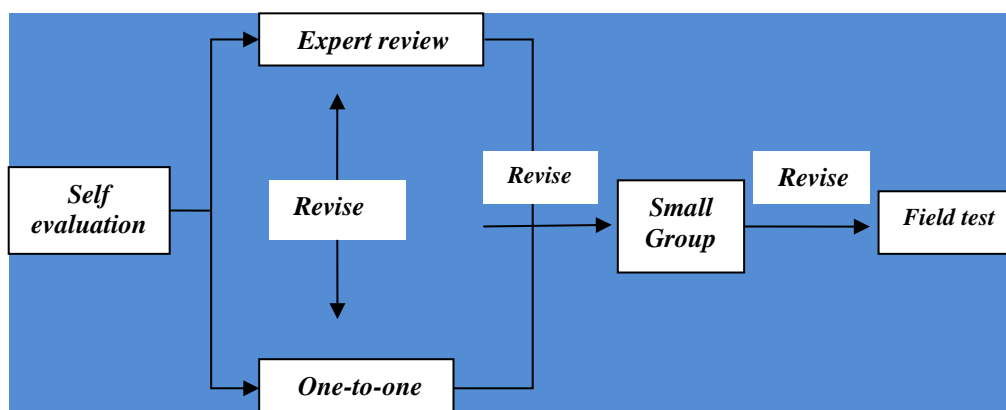 Expert review
Self
evaluation
Revise
One-to-one
Revise
Small
Group
Revise
Field test